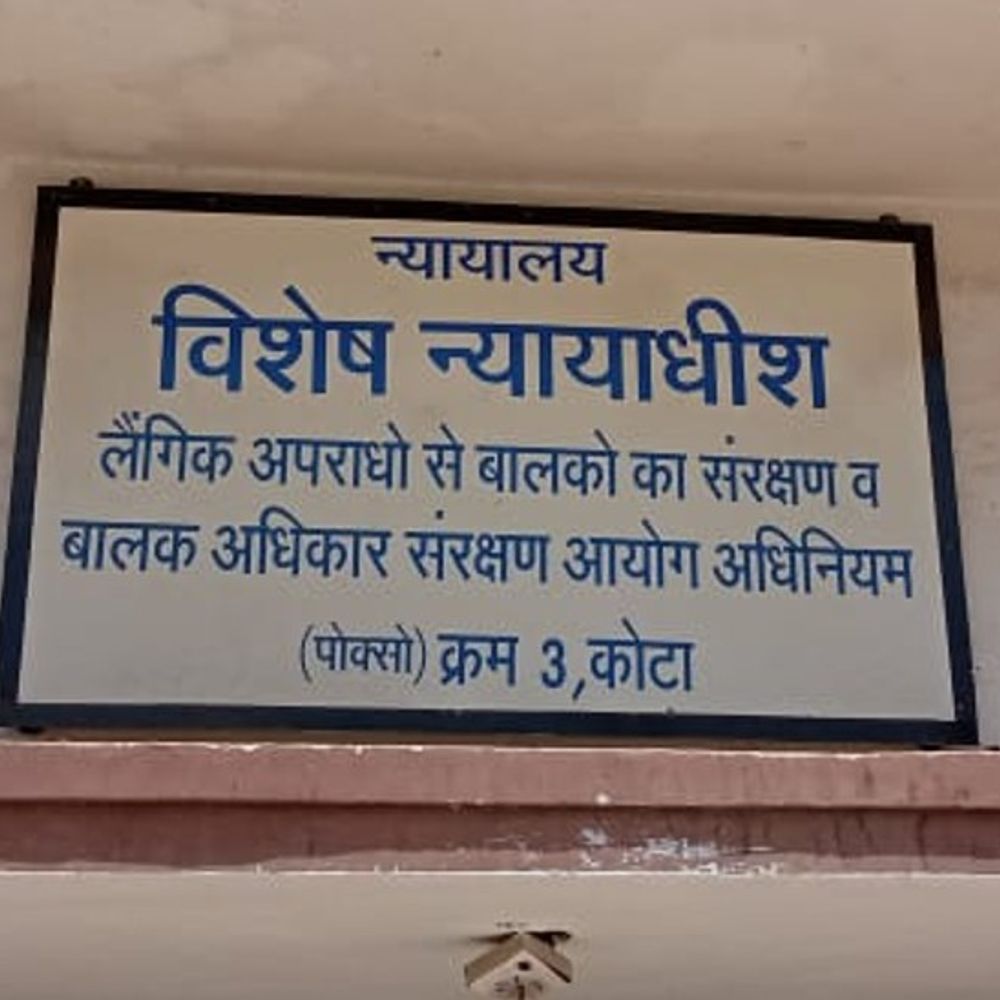 न्यायालय
विशेष न्यायाधीश
लैंगिक अपराधो से बालको का संरक्षण व
बालक अधिकार संरक्षण आयोग अधिनियम
(पोक्सो) क्रम 3,कोटा